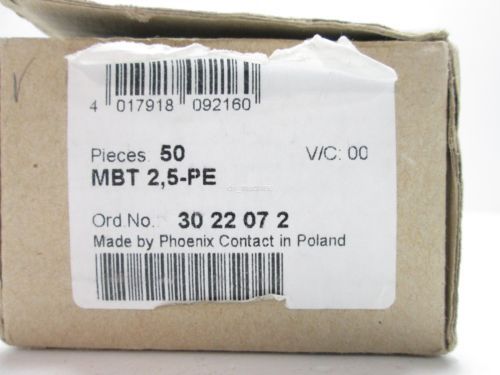 4 017918 092160
Pieces: 50 V/C: 00
MBT 2,5-PE
Ord.No.: 30 22 07 2
Made by Phoenix Contact in Poland